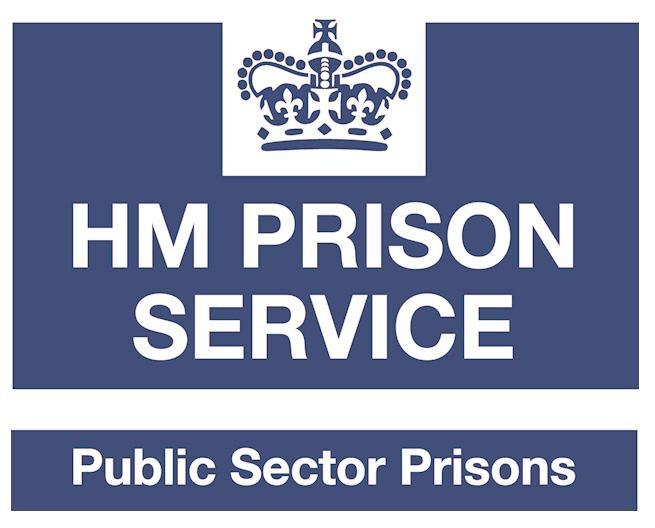 HM PRISON
SERVICE
Public Sector Prisons